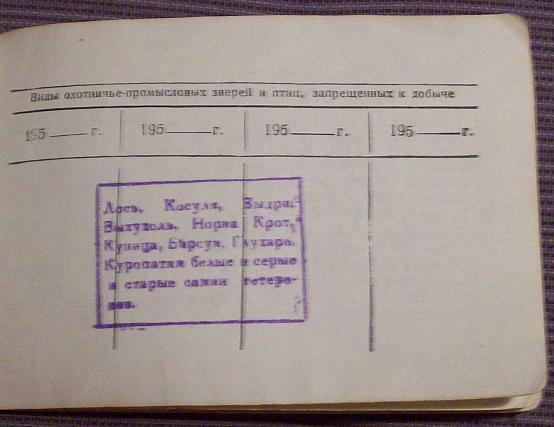 Виды охотничье-промысловых зверей и птиц, запрещенных к добыче
195 г. 195 г. 195 г. 195 г.
Лось, Косуля, Выдра,
Выхухоль, Норка Крот,
Куница, Барсук, Глухарь.
Куропатки белые и серые
и старые самки тетере-
вов.